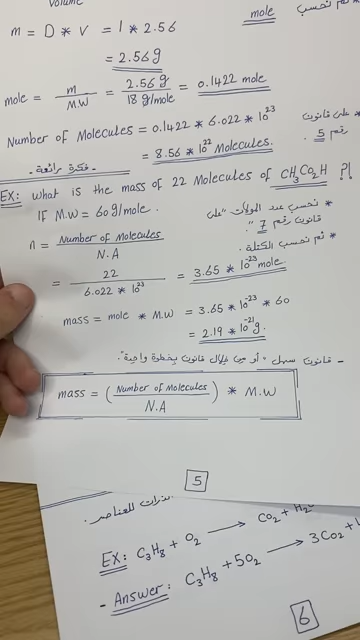 Volume
m = D * V = 1 * 2.56
mole
= 2.56 g
mole = m / M.W = 2.56 g / 18 g/mole = 0.1422 mole
Number of Molecules = 0.1422 * 6.022 * 10^23
على قانون
= 8.56 * 10^22 Molecules.
رقم 5.
- فكرة رائعة -
EX: What is the mass of 22 Molecules of CH3CO2H ?!
IF M.W = 60 g/mole.
* نحسب عدد المولات "على
قانون رقم 7".
n = Number of Molecules / N.A
* ثم نحسب الكتلة.
= 22 / 6.022 * 10^23 = 3.65 * 10^-23 mole
mass = mole * M.W = 3.65 * 10^-23 * 60
= 2.19 * 10^-21 g.
- قانون سهل "أو من خلال قانون بخطوة واحدة".
mass = (Number of Molecules / N.A) * M.W
5
للعناصر.
EX: C3H8 + O2 → CO2 + H2
- Answer: C3H8 + 5O2 → 3CO2 +
6